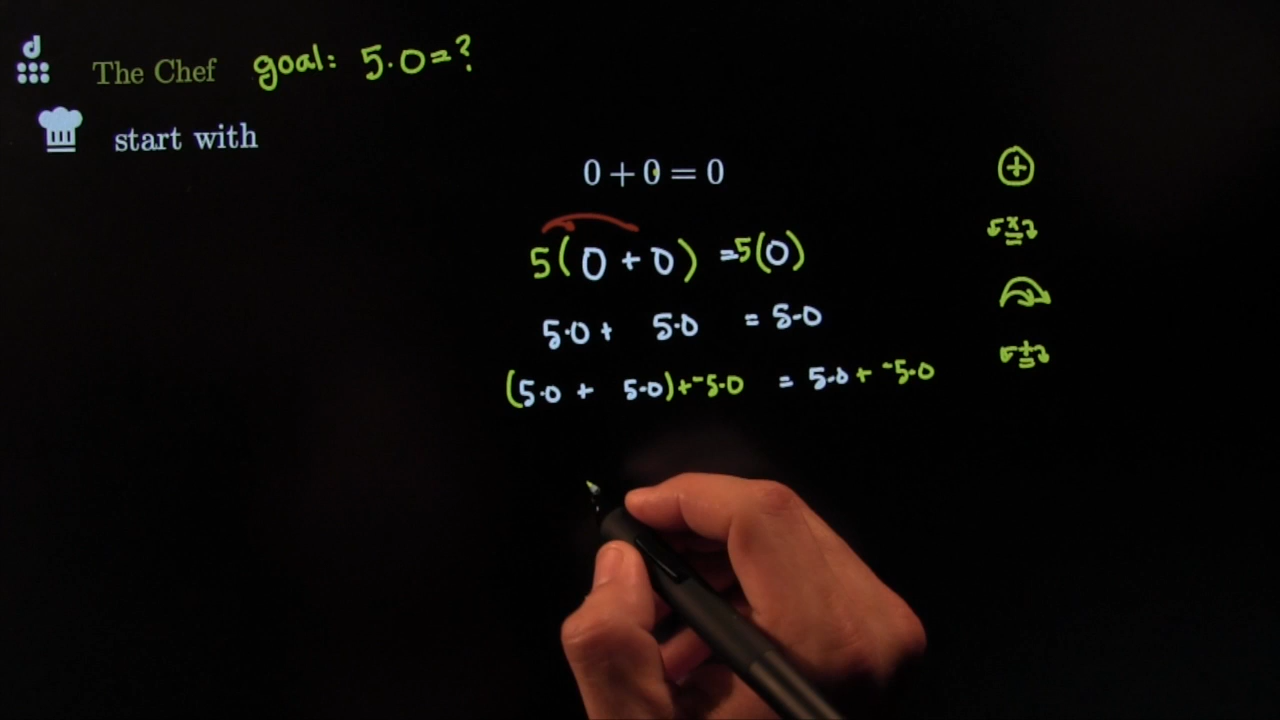 d
The Chef goal: 5·0=?
start with
0 + 0 = 0
+
5(0 + 0) = 5(0)
×
=
5·0 + 5·0 = 5·0
(5·0 + 5·0) + -5·0 = 5·0 + -5·0
+
=